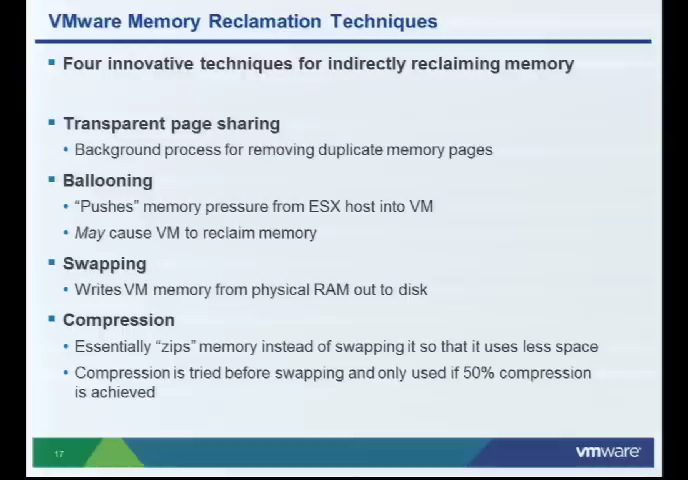 VMware Memory Reclamation Techniques
Four innovative techniques for indirectly reclaiming memory
Transparent page sharing
Background process for removing duplicate memory pages
Ballooning
“Pushes” memory pressure from ESX host into VM
May cause VM to reclaim memory
Swapping
Writes VM memory from physical RAM out to disk
Compression
Essentially “zips” memory instead of swapping it so that it uses less space
Compression is tried before swapping and only used if 50% compression
is achieved
17
vmware